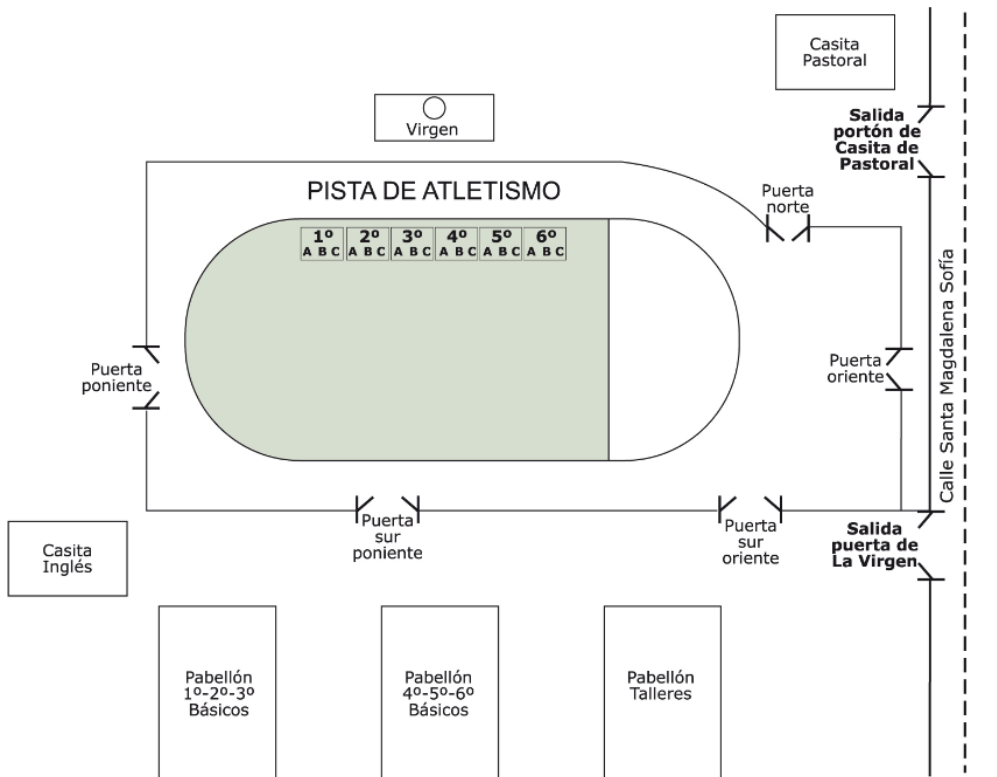 Casita
Pastoral
Virgen
Salida
portón de
Casita de
Pastoral
PISTA DE ATLETISMO
Puerta
norte
1º 2º 3º 4º 5º 6º
A B C A B C A B C A B C A B C A B C
Calle Santa Magdalena Sofía
Puerta
poniente
Puerta
oriente
Puerta
sur
poniente
Puerta
sur
oriente
Salida
puerta de
La Virgen
Casita
Inglés
Pabellón
1º-2º-3º
Básicos
Pabellón
4º-5º-6º
Básicos
Pabellón
Talleres